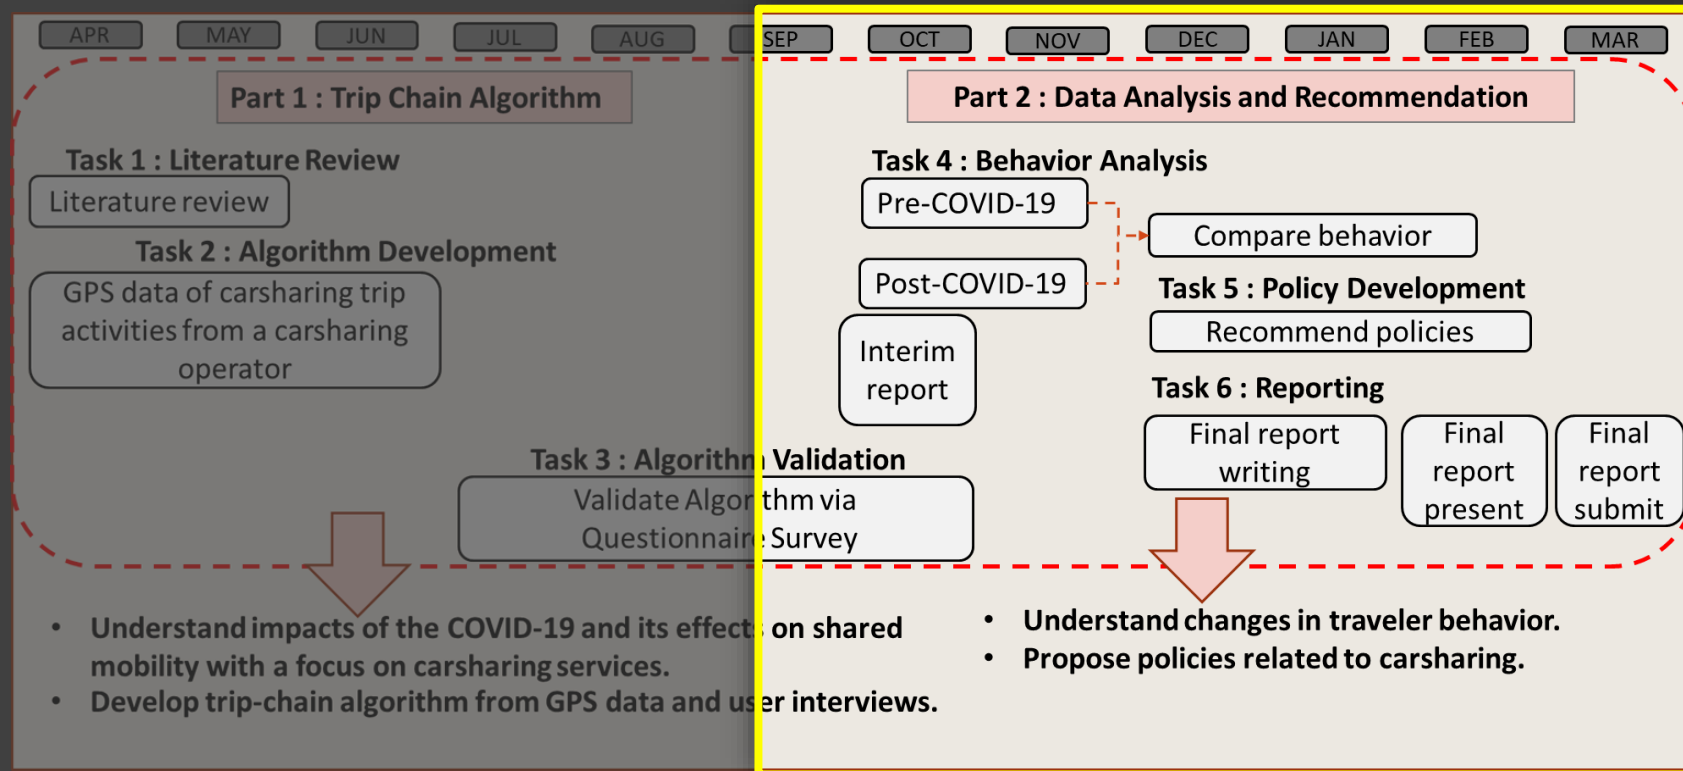 APR MAY JUN JUL AUG SEP OCT NOV DEC JAN FEB MAR
Part 1 : Trip Chain Algorithm
Task 1 : Literature Review
Literature review
Task 2 : Algorithm Development
GPS data of carsharing trip
activities from a carsharing
operator
Task 3 : Algorithm Validation
Validate Algorithm via
Questionnaire Survey
• Understand impacts of the COVID-19 and its effects on shared
mobility with a focus on carsharing services.
• Develop trip-chain algorithm from GPS data and user interviews.
Part 2 : Data Analysis and Recommendation
Task 4 : Behavior Analysis
Pre-COVID-19
Compare behavior
Post-COVID-19
Interim
report
Task 5 : Policy Development
Recommend policies
Task 6 : Reporting
Final report
writing
Final
report
present
Final
report
submit
• Understand changes in traveler behavior.
• Propose policies related to carsharing.